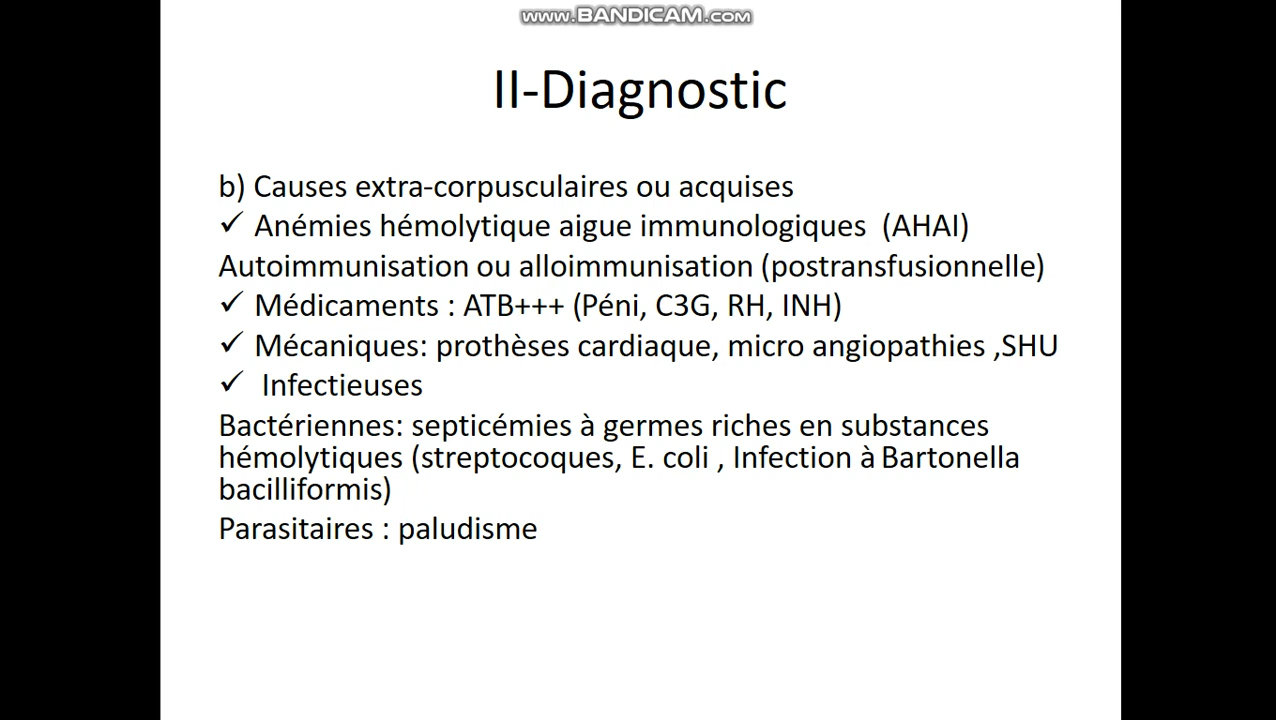 www.BANDICAM.com
II-Diagnostic
b) Causes extra-corpusculaires ou acquises
✓ Anémies hémolytique aigue immunologiques (AHAI)
Autoimmunisation ou alloimmunisation (postransfusionnelle)
✓ Médicaments : ATB+++ (Péni, C3G, RH, INH)
✓ Mécaniques: prothèses cardiaque, micro angiopathies ,SHU
✓ Infectieuses
Bactériennes: septicémies à germes riches en substances
hémolytiques (streptocoques, E. coli , Infection à Bartonella
bacilliformis)
Parasitaires : paludisme